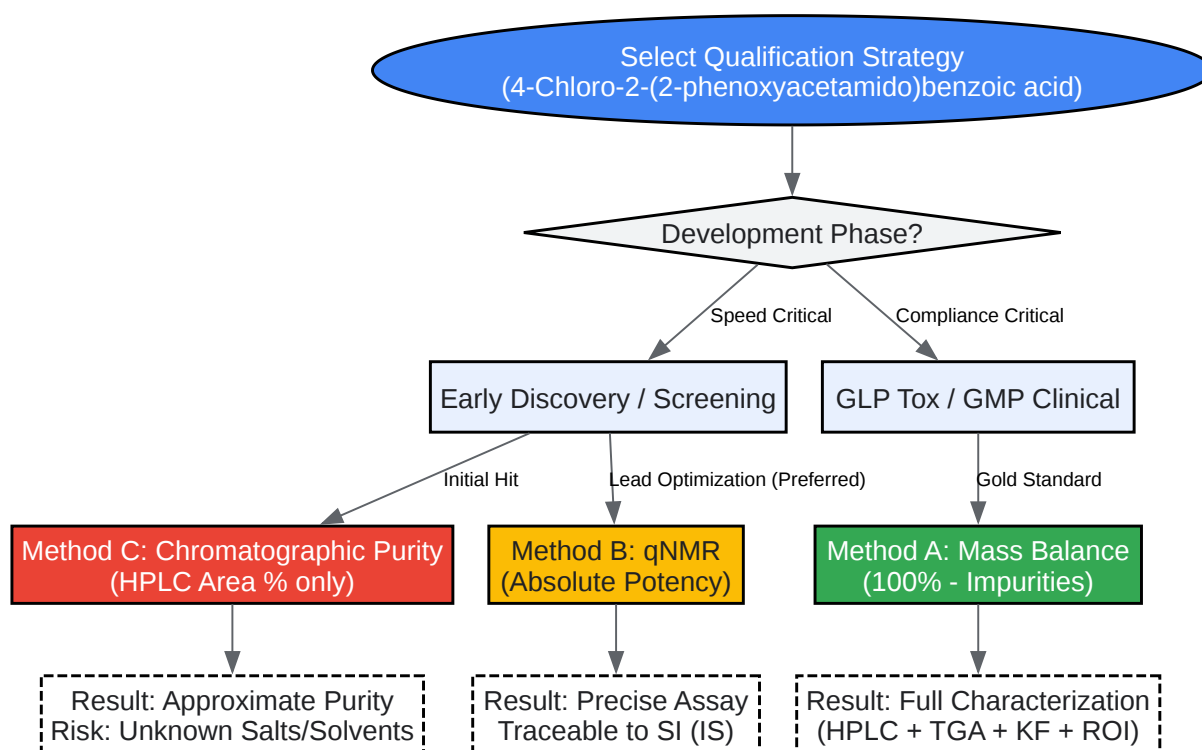 Select Qualification Strategy
(4-Chloro-2-(2-phenoxyacetamido)benzoic acid)
Development Phase?
Speed Critical
Compliance Critical
Early Discovery / Screening
GLP Tox / GMP Clinical
Initial Hit
Lead Optimization (Preferred)
Gold Standard
Method C: Chromatographic Purity
(HPLC Area % only)
Method B: qNMR
(Absolute Potency)
Method A: Mass Balance
(100% - Impurities)
Result: Approximate Purity
Risk: Unknown Salts/Solvents
Result: Precise Assay
Traceable to SI (IS)
Result: Full Characterization
(HPLC + TGA + KF + ROI)